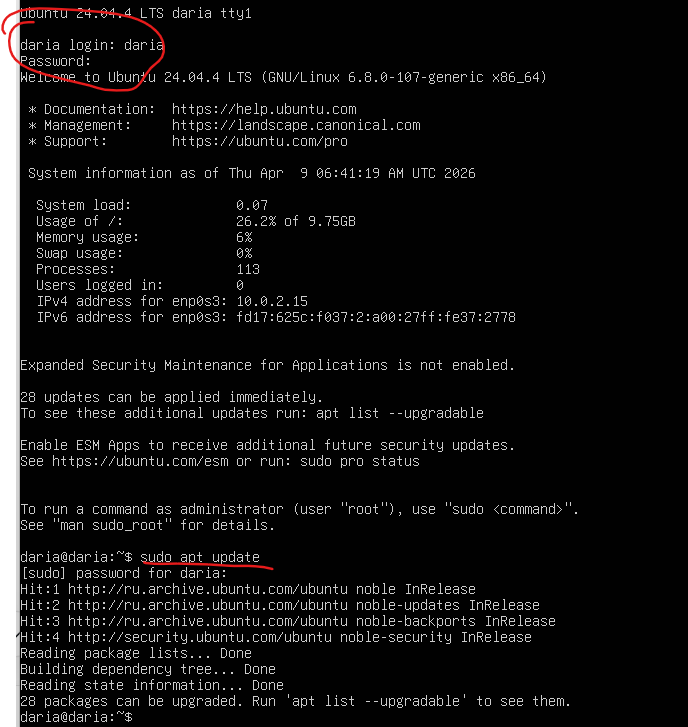 Ubuntu 24.04.4 LTS daria tty1
daria login: daria
Password:
Welcome to Ubuntu 24.04.4 LTS (GNU/Linux 6.8.0-107-generic x86_64)
* Documentation:  https://help.ubuntu.com
* Management:     https://landscape.canonical.com
* Support:        https://ubuntu.com/pro
System information as of Thu Apr  9 06:41:19 AM UTC 2026
System load:             0.07
Usage of /:              26.2% of 9.75GB
Memory usage:            6%
Swap usage:              0%
Processes:               113
Users logged in:         0
IPv4 address for enp0s3: 10.0.2.15
IPv6 address for enp0s3: fd17:625c:f037:2:a00:27ff:fe37:2778
Expanded Security Maintenance for Applications is not enabled.
28 updates can be applied immediately.
To see these additional updates run: apt list --upgradable
Enable ESM Apps to receive additional future security updates.
See https://ubuntu.com/esm or run: sudo pro status
To run a command as administrator (user "root"), use "sudo <command>".
See "man sudo_root" for details.
daria@daria:~$ sudo apt update
[sudo] password for daria:
Hit:1 http://ru.archive.ubuntu.com/ubuntu noble InRelease
Hit:2 http://ru.archive.ubuntu.com/ubuntu noble-updates InRelease
Hit:3 http://ru.archive.ubuntu.com/ubuntu noble-backports InRelease
Hit:4 http://security.ubuntu.com/ubuntu noble-security InRelease
Reading package lists... Done
Building dependency tree... Done
Reading state information... Done
28 packages can be upgraded. Run 'apt list --upgradable' to see them.
daria@daria:~$